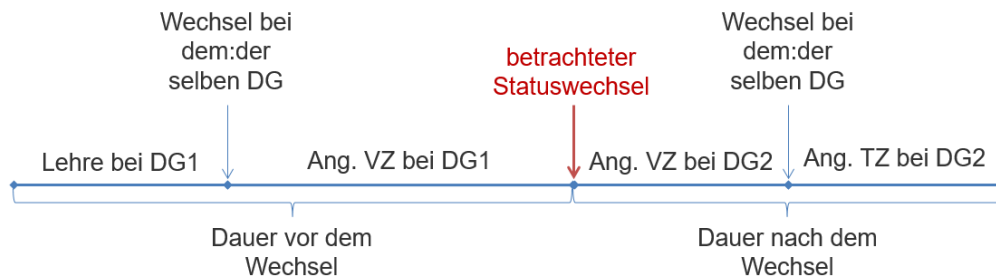 Wechsel bei
dem:der
selben DG
betrachteter
Statuswechsel
Wechsel bei
dem:der
selben DG
Lehre bei DG1
Ang. VZ bei DG1
Ang. VZ bei DG2
Ang. TZ bei DG2
Dauer vor dem
Wechsel
Dauer nach dem
Wechsel